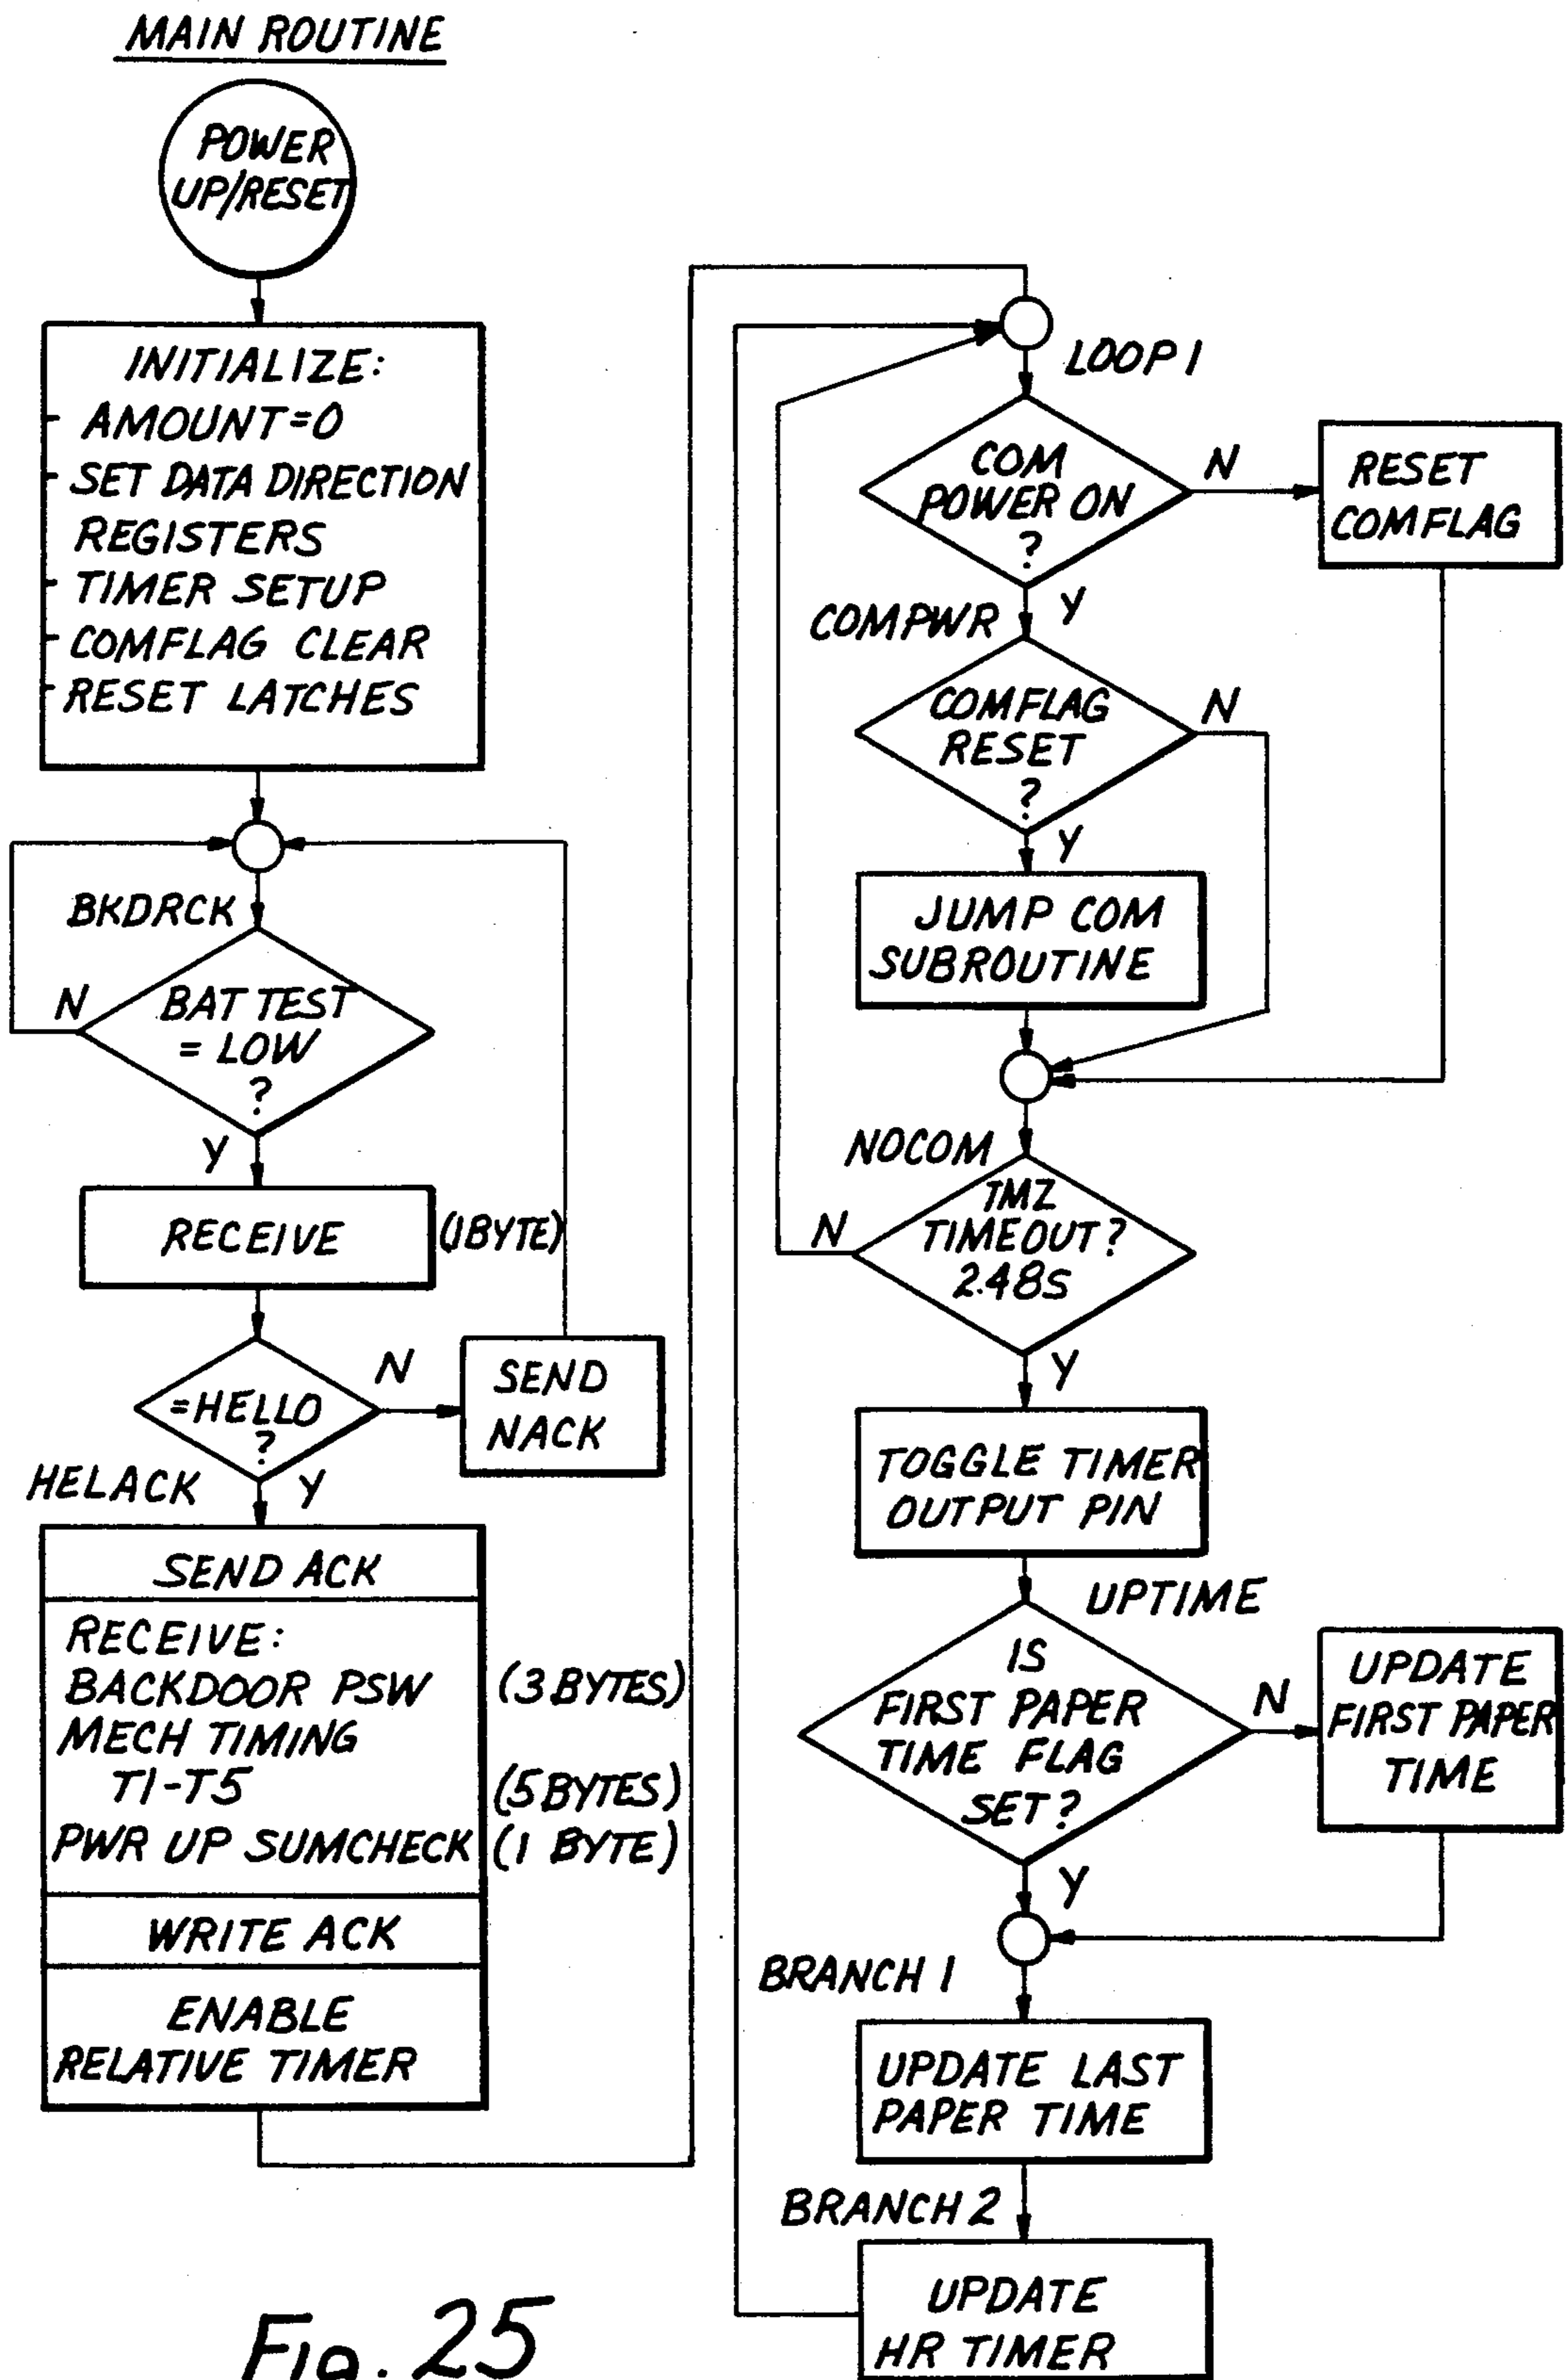 MAIN ROUTINE
POWER
UP/RESET
INITIALIZE:
- AMOUNT=0
- SET DATA DIRECTION
REGISTERS
- TIMER SETUP
- COMFLAG CLEAR
- RESET LATCHES
BKDRCK
N
BAT TEST
= LOW
?
Y
RECEIVE
(1 BYTE)
=HELLO
?
N
SEND
NACK
HELACK
Y
SEND ACK
RECEIVE:
BACKDOOR PSW (3 BYTES)
MECH TIMING
T1-T5 (5 BYTES)
PWR UP SUMCHECK (1 BYTE)
WRITE ACK
ENABLE
RELATIVE TIMER
LOOP 1
COM
POWER ON
?
N
RESET
COMFLAG
Y
COMPWR
COMFLAG
RESET
?
N
Y
JUMP COM
SUBROUTINE
NOCOM
TMZ
TIMEOUT?
2.48S
N
Y
TOGGLE TIMER
OUTPUT PIN
UPTIME
IS
FIRST PAPER
TIME FLAG
SET?
N
UPDATE
FIRST PAPER
TIME
Y
BRANCH 1
UPDATE LAST
PAPER TIME
BRANCH 2
UPDATE
HR TIMER
Fig. 25